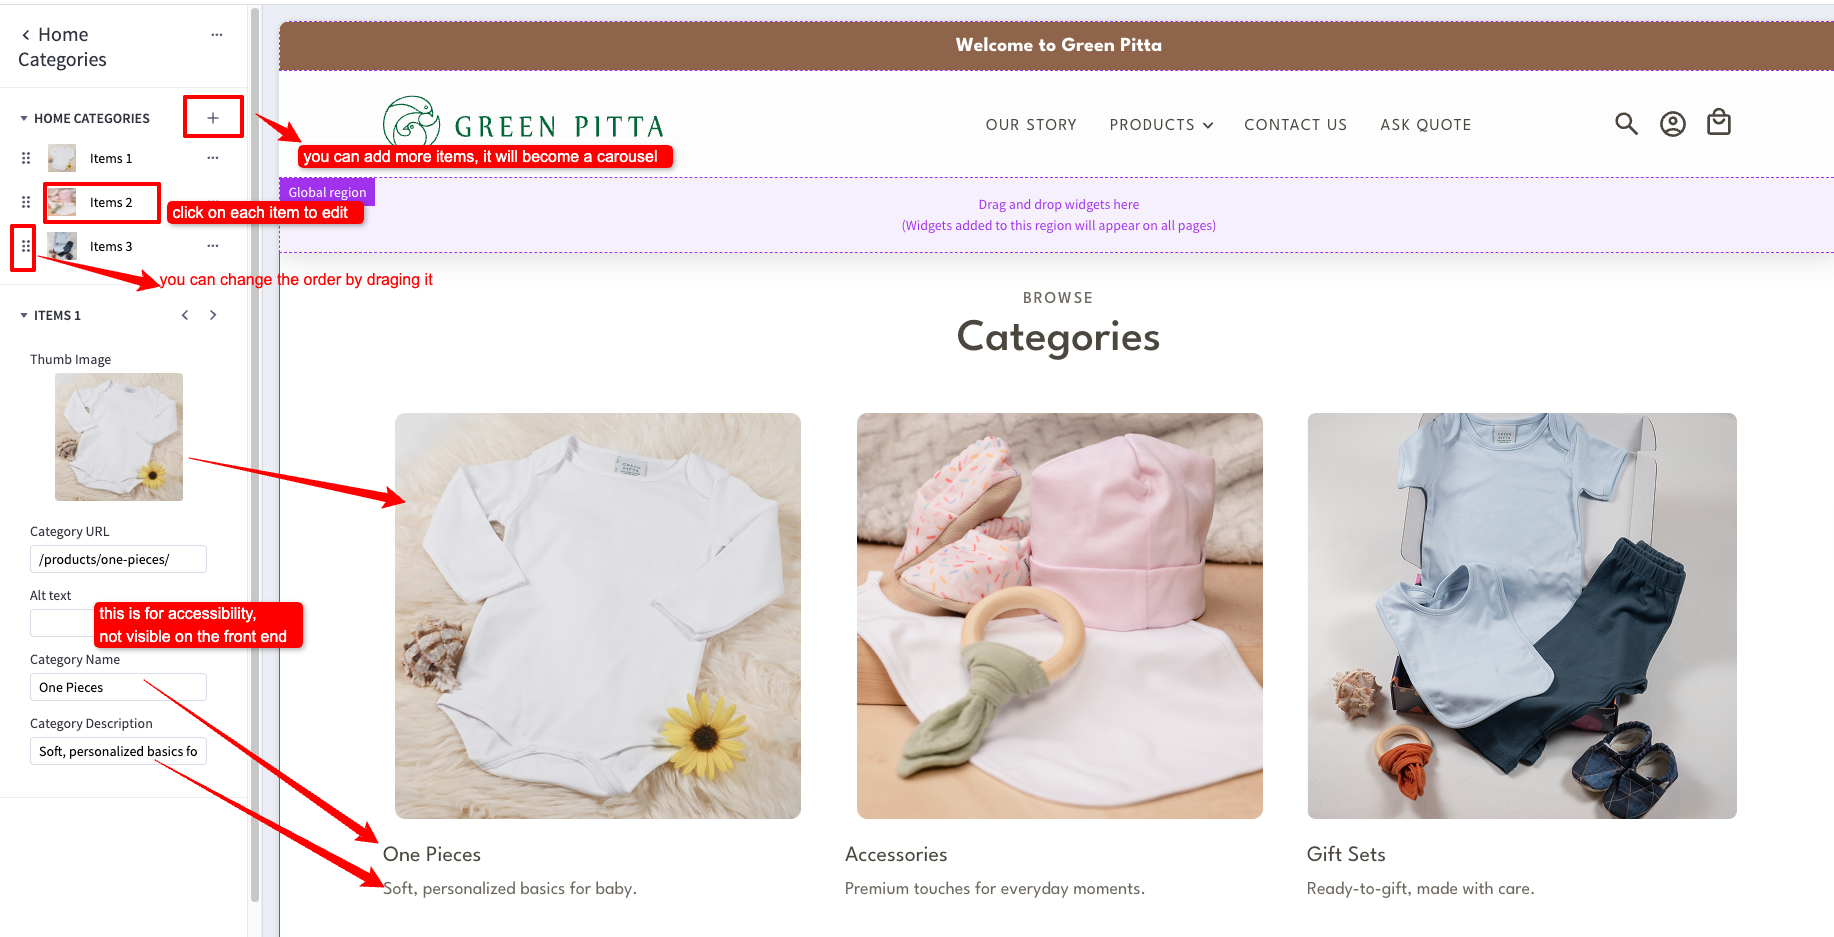 Home
Categories
HOME CATEGORIES
Items 1
Items 2
Items 3
you can add more items, it will become a carousel
click on each item to edit
you can change the order by draging it
ITEMS 1
Thumb Image
Category URL
/products/one-pieces/
Alt text
this is for accessibility,
not visible on the front end
Category Name
One Pieces
Category Description
Soft, personalized basics fo
Welcome to Green Pitta
GREEN PITTA
OUR STORY
PRODUCTS
CONTACT US
ASK QUOTE
Global region
Drag and drop widgets here
(Widgets added to this region will appear on all pages)
BROWSE
Categories
GREEN
PITTA
GREEN
PITTA
One Pieces
Soft, personalized basics for baby.
Accessories
Premium touches for everyday moments.
Gift Sets
Ready-to-gift, made with care.